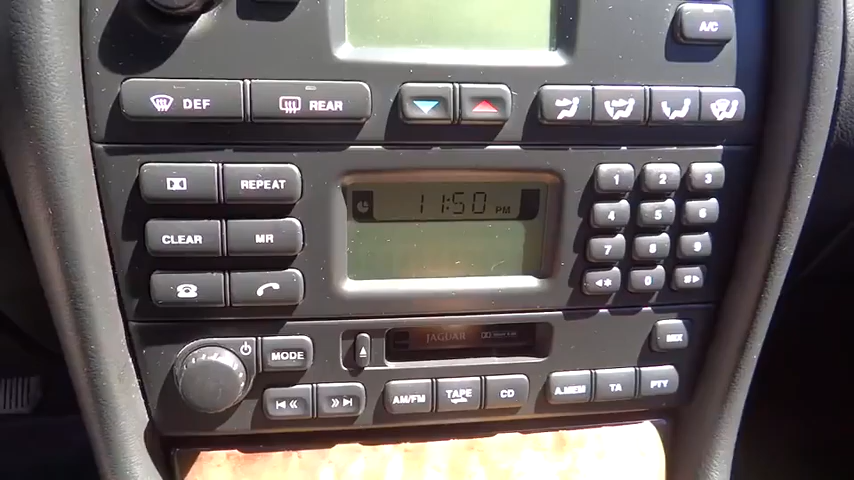 A/C
DEF REAR
REPEAT
11:50 PM
1 2 3
CLEAR MR
4 5 6
7 8 9
* 0 #
JAGUAR
MODE
MIX
AM/FM TAPE CD A.MEM TA PTY